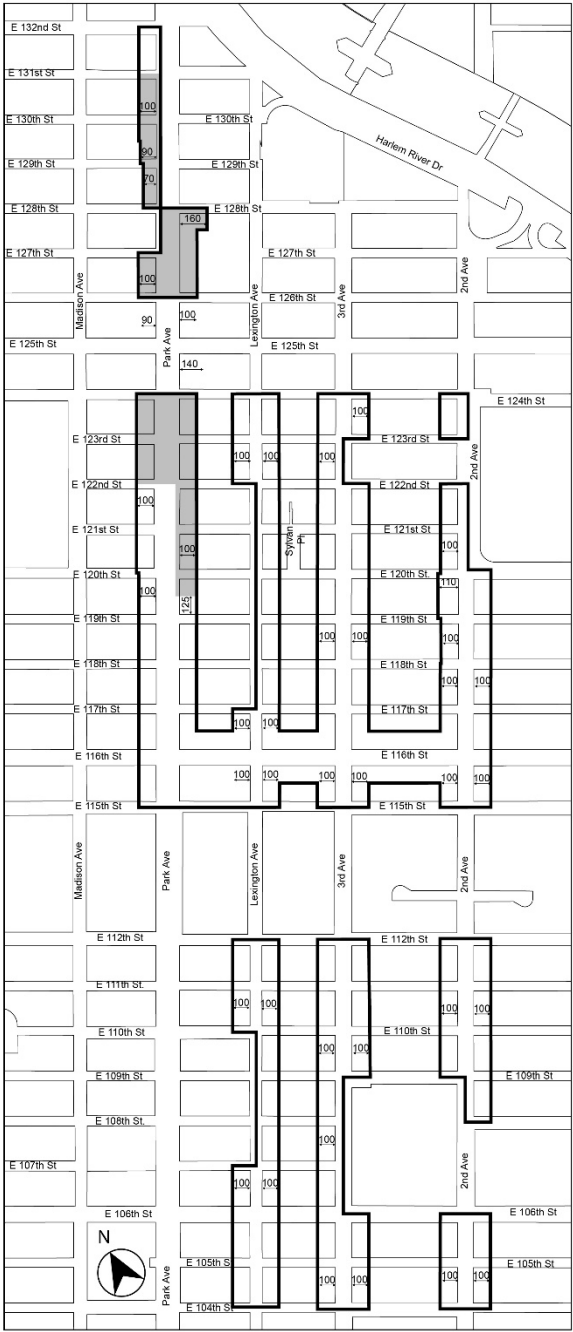 E 132nd St
E 131st St
100
E 130th St
E 130th St
Harlem River Dr
90
E 129th St
E 129th St
70
E 128th St
E 128th St
160
E 127th St
E 127th St
100
Madison Ave
Park Ave
Lexington Ave
3rd Ave
2nd Ave
E 126th St
90
100
E 125th St
E 125th St
140
E 124th St
100
E 123rd St
E 123rd St
100
100
100
2nd Ave
E 122nd St
E 122nd St
100
E 121st St
E 121st St
Sylvan
Pl
100
100
E 120th St
E 120th St.
100
110
125
E 119th St
E 119th St
100
100
100
E 118th St
E 118th St
100
100
E 117th St
E 117th St
100
100
E 116th St
E 116th St
100
100
100
100
100
100
E 115th St
E 115th St
Madison Ave
Park Ave
Lexington Ave
3rd Ave
2nd Ave
E 112th St
E 112th St
E 111th St.
100
100
100
100
E 110th St
E 110th St
100
100
E 109th St
E 109th St
E 108th St.
100
E 107th St
100
100
2nd Ave
E 106th St
E 106th St
N
E 105th S
E 105th St
100
100
100
100
Park Ave
E 104th St